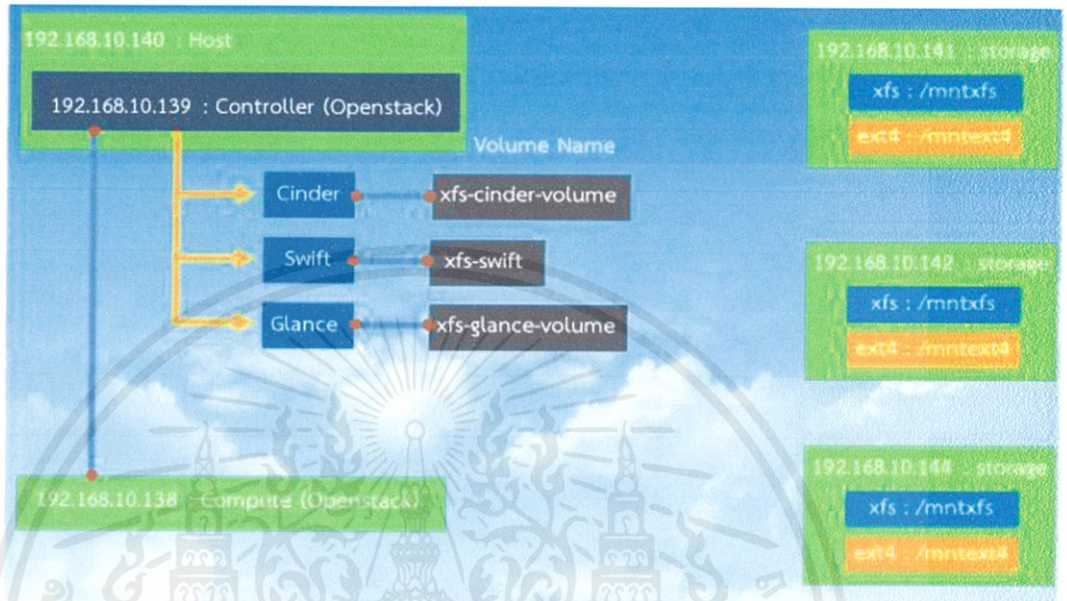 192.168.10.140 : Host
192.168.10.139 : Controller (Openstack)
Volume Name
Cinder
xfs-cinder-volume
Swift
xfs-swift
Glance
xfs-glance-volume
192.168.10.138 : Compute (Openstack)
192.168.10.141 : storage
xfs : /mntxfs
ext4 : /mntext4
192.168.10.142 : storage
xfs : /mntxfs
ext4 : /mntext4
192.168.10.144 : storage
xfs : /mntxfs
ext4 : /mntext4